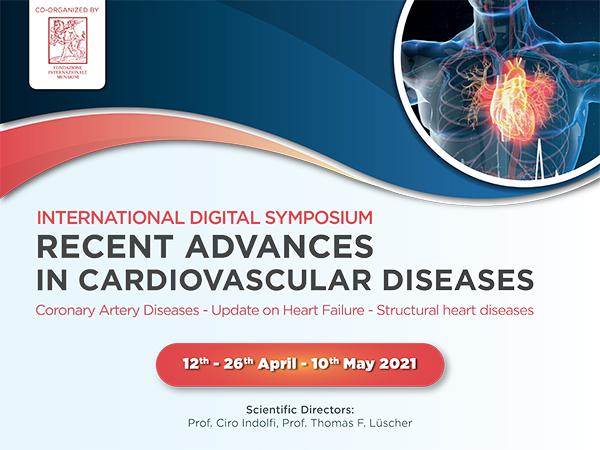 CO-ORGANIZED BY
FONDAZIONE
INTERNAZIONALE
MENARINI
INTERNATIONAL DIGITAL SYMPOSIUM
RECENT ADVANCES
IN CARDIOVASCULAR DISEASES
Coronary Artery Diseases - Update on Heart Failure - Structural heart diseases
12th - 26th April - 10th May 2021
Scientific Directors:
Prof. Ciro Indolfi, Prof. Thomas F. Lüscher